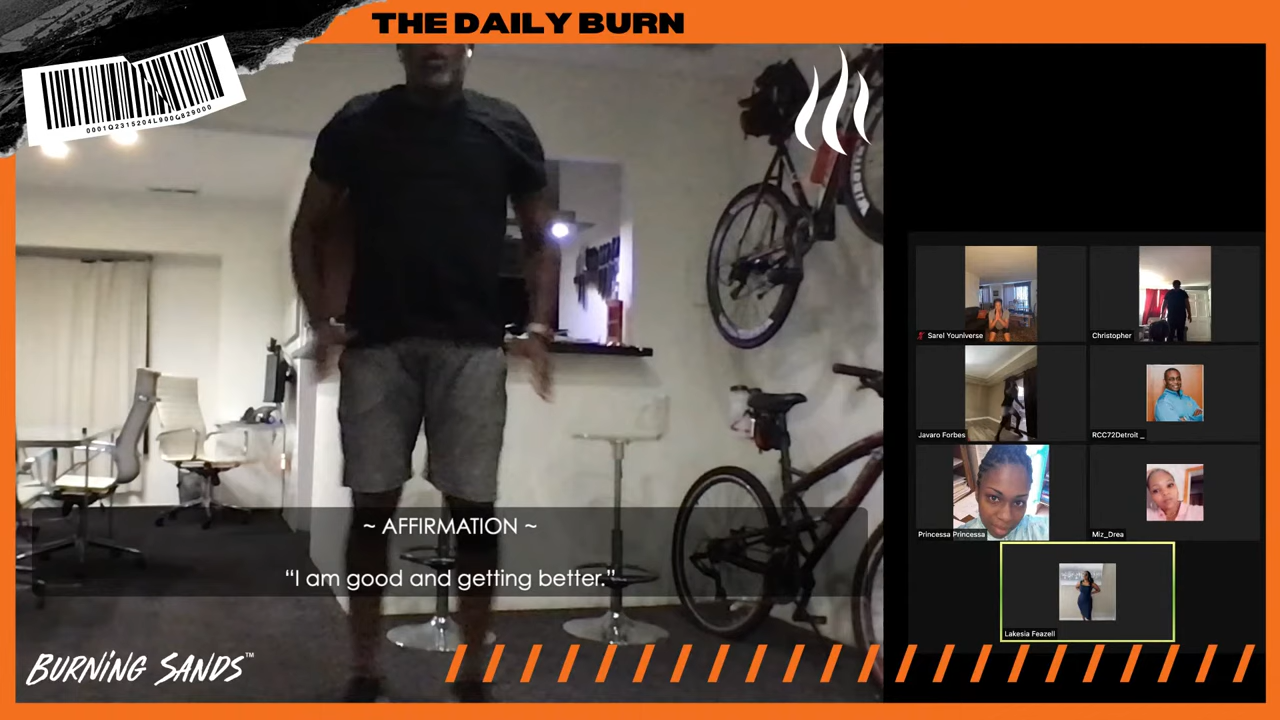 THE DAILY BURN
~ AFFIRMATION ~
“I am good and getting better.”
BURNING SANDS™
Sarel Youniverse
Christopher
Javaro Forbes
RCC72Detroit _
Princessa Princessa
Miz_Drea
Lakesia Feazell